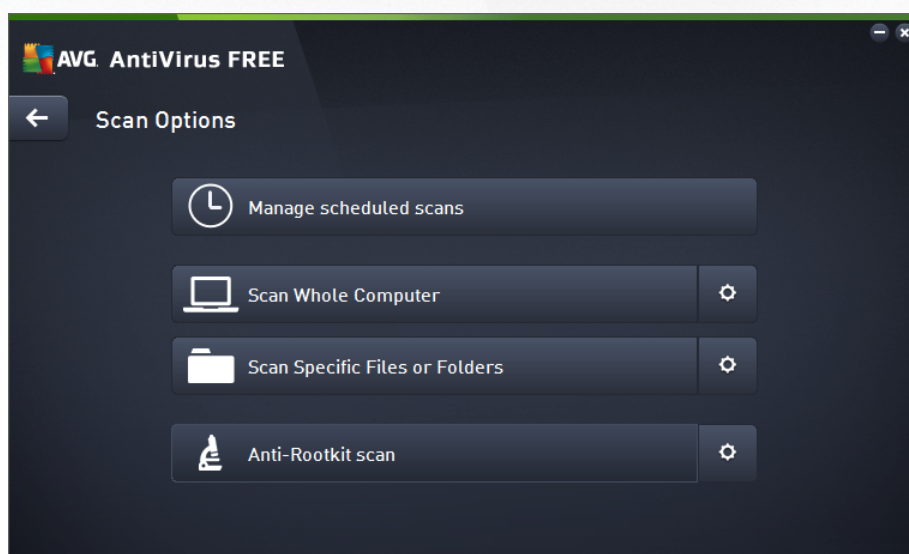 AVG. AntiVirus FREE
Scan Options
Manage scheduled scans
Scan Whole Computer
Scan Specific Files or Folders
Anti-Rootkit scan